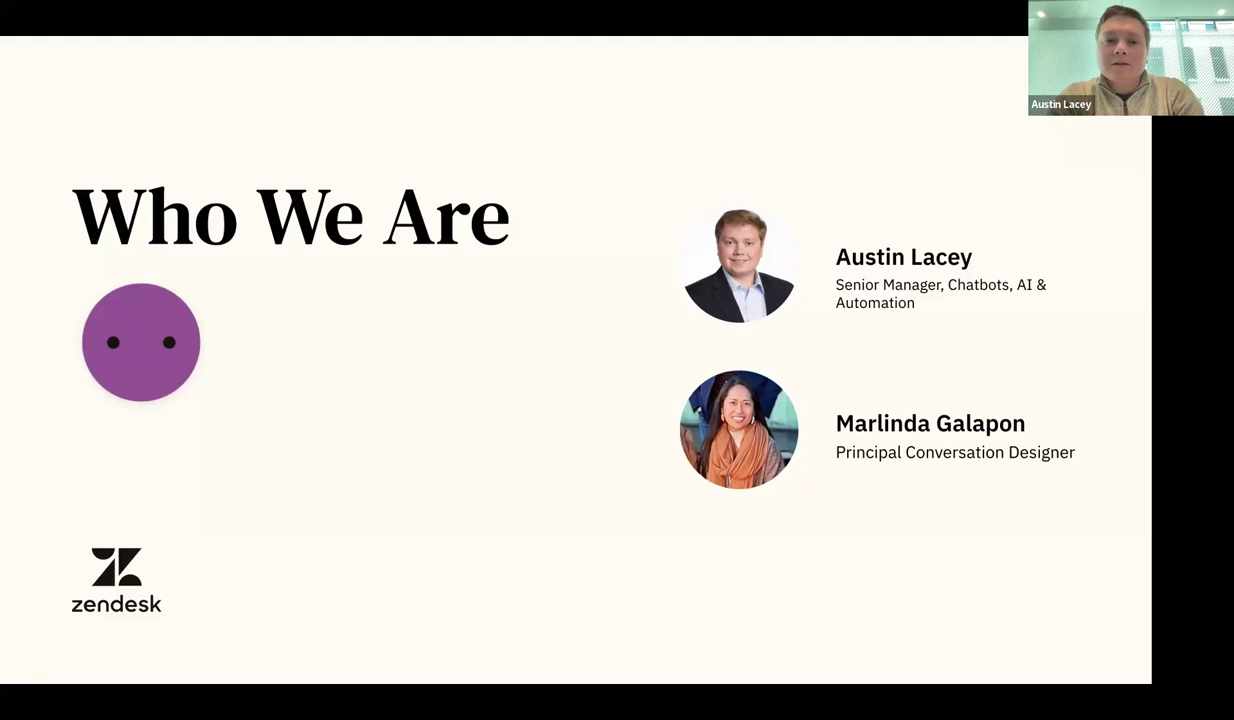 Austin Lacey
Who We Are
Austin Lacey
Senior Manager, Chatbots, AI &
Automation
Marlinda Galapon
Principal Conversation Designer
zendesk